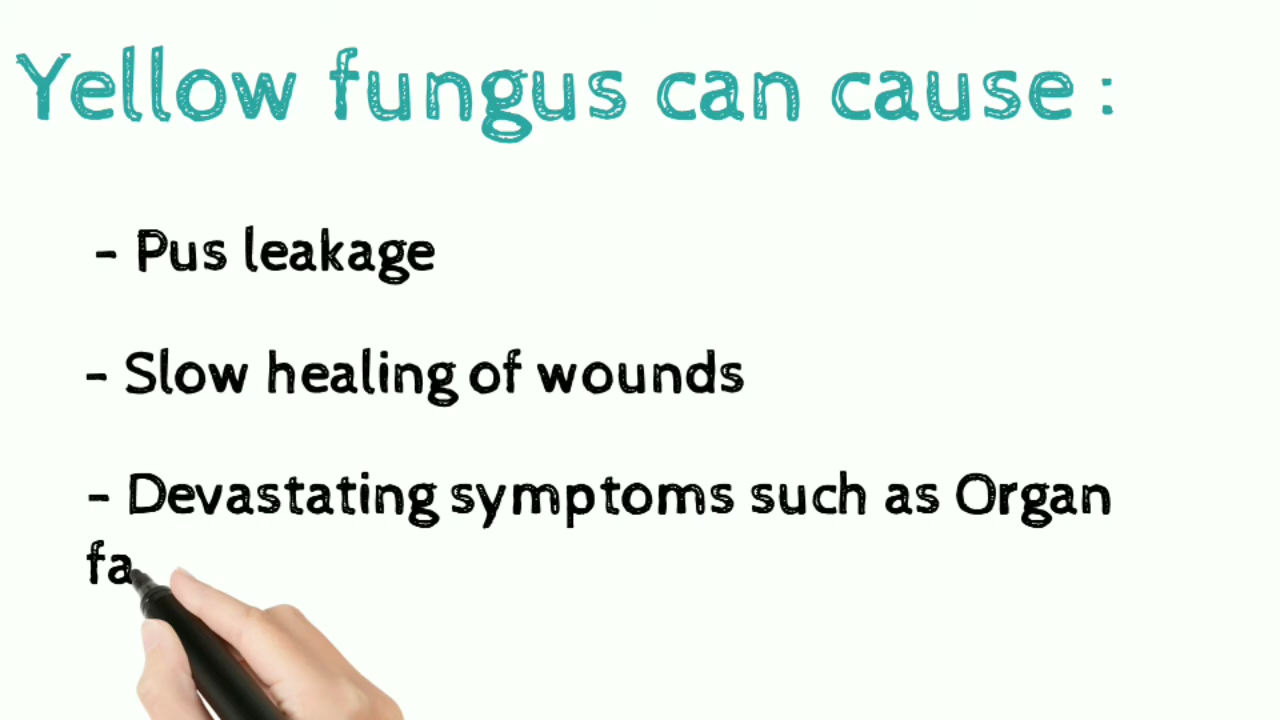 Yellow fungus can cause :
- Pus leakage
- Slow healing of wounds
- Devastating symptoms such as Organ
fa